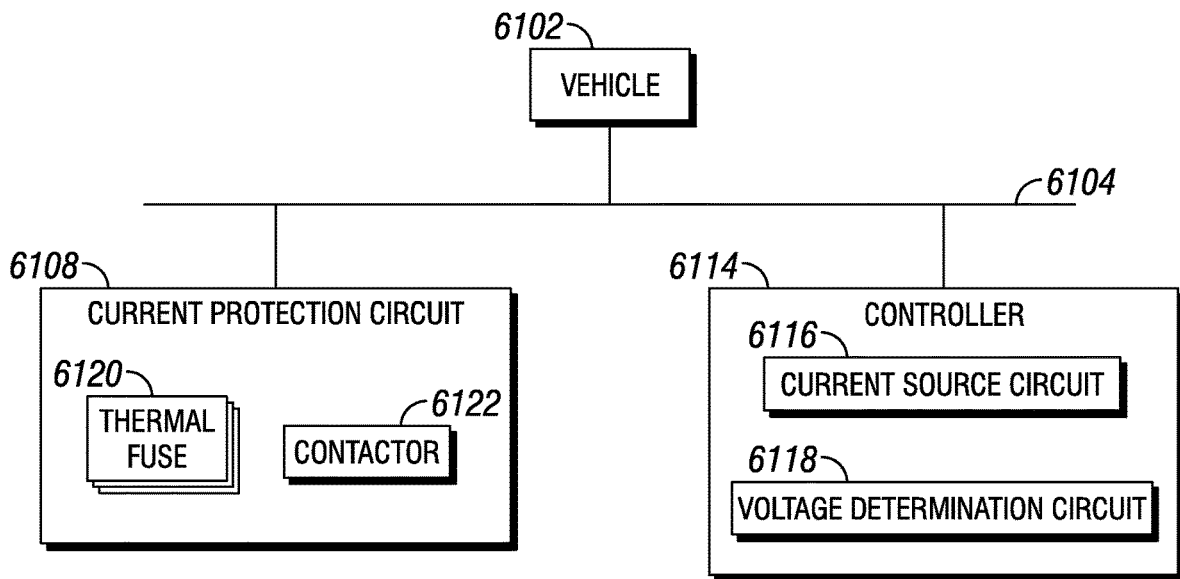 6102
VEHICLE
6104
6108
CURRENT PROTECTION CIRCUIT
6120
THERMAL
FUSE
6122
CONTACTOR
6114
CONTROLLER
6116
CURRENT SOURCE CIRCUIT
6118
VOLTAGE DETERMINATION CIRCUIT